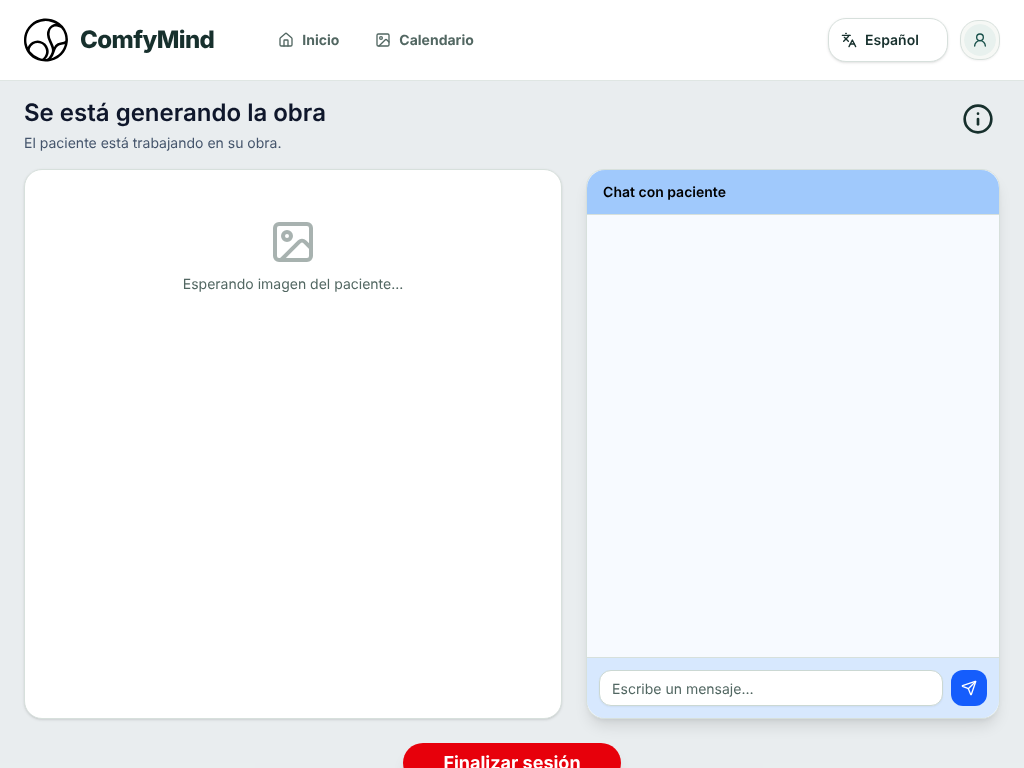 ComfyMind
Inicio
Calendario
Español
Se está generando la obra
El paciente está trabajando en su obra.
Esperando imagen del paciente...
Chat con paciente
Escribe un mensaje...
Finalizar sesión